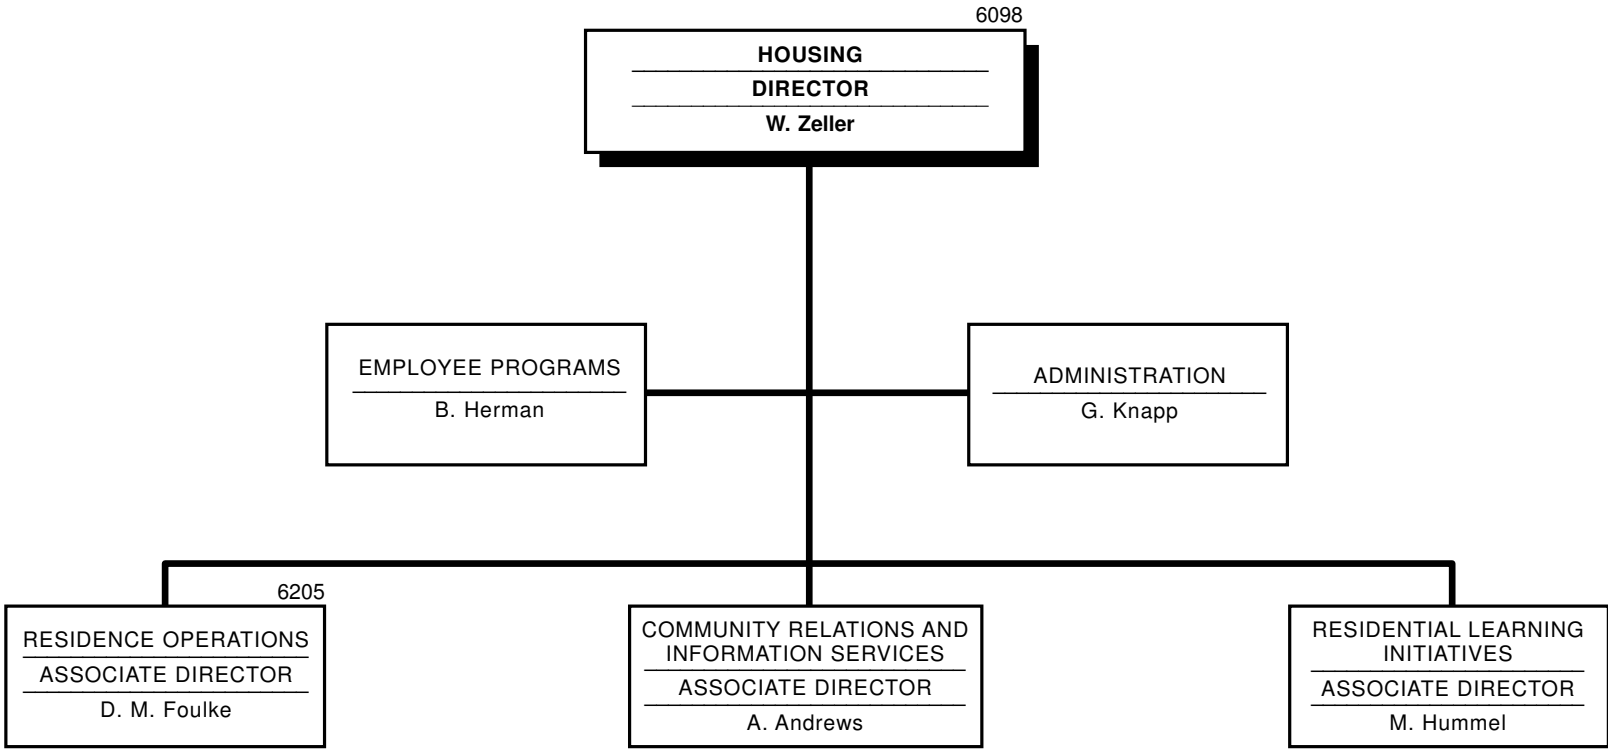 6098
HOUSING
DIRECTOR
W. Zeller
EMPLOYEE PROGRAMS
B. Herman
ADMINISTRATION
G. Knapp
6205
RESIDENCE OPERATIONS
ASSOCIATE DIRECTOR
D. M. Foulke
COMMUNITY RELATIONS AND
INFORMATION SERVICES
ASSOCIATE DIRECTOR
A. Andrews
RESIDENTIAL LEARNING
INITIATIVES
ASSOCIATE DIRECTOR
M. Hummel